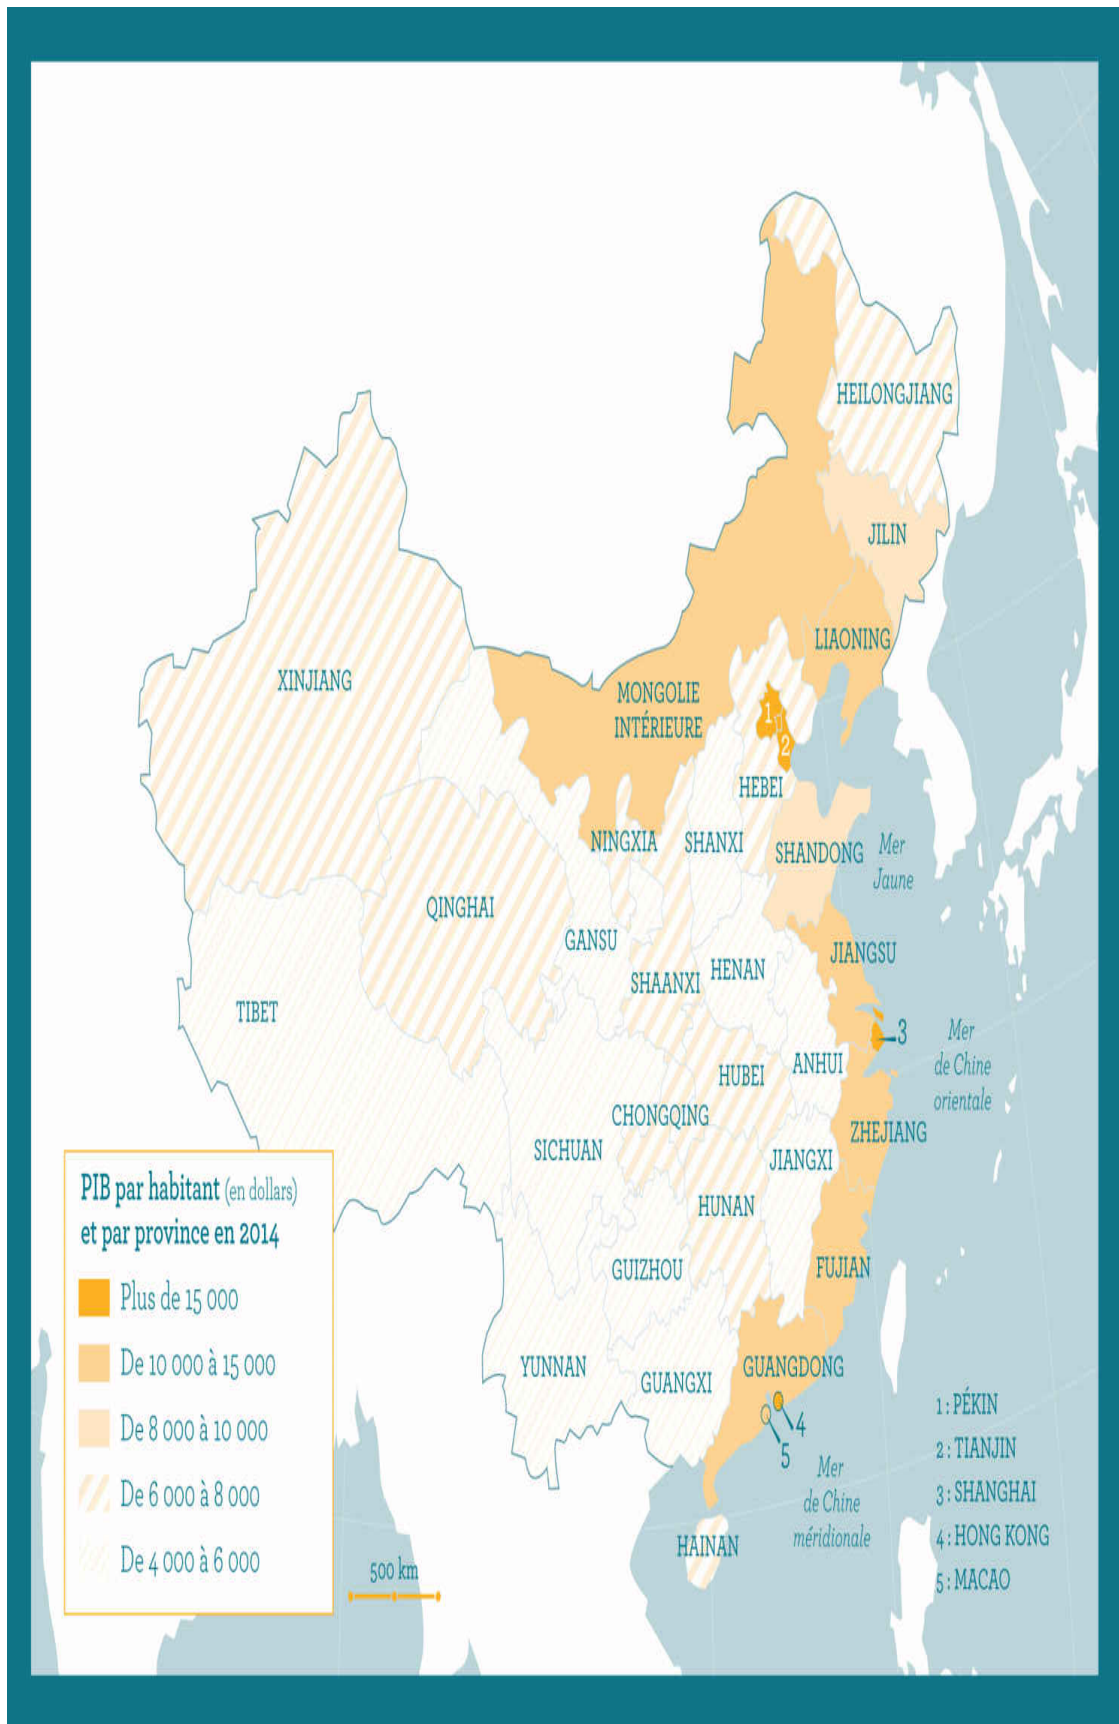 HEILONGJIANG
JILIN
LIAONING
XINJIANG
MONGOLIE
INTÉRIEURE
1
2
HEBEI
NINGXIA
SHANXI
SHANDONG
Mer
Jaune
QINGHAI
GANSU
JIANGSU
SHAANXI
HENAN
TIBET
3
Mer
de Chine
orientale
ANHUI
HUBEI
CHONGQING
ZHEJIANG
SICHUAN
JIANGXI
HUNAN
GUIZHOU
FUJIAN
YUNNAN
GUANGXI
GUANGDONG
4
5
Mer
de Chine
méridionale
HAINAN
PIB par habitant (en dollars)
et par province en 2014
Plus de 15 000
De 10 000 à 15 000
De 8 000 à 10 000
De 6 000 à 8 000
De 4 000 à 6 000
500 km
1 : PÉKIN
2 : TIANJIN
3 : SHANGHAI
4 : HONG KONG
5 : MACAO